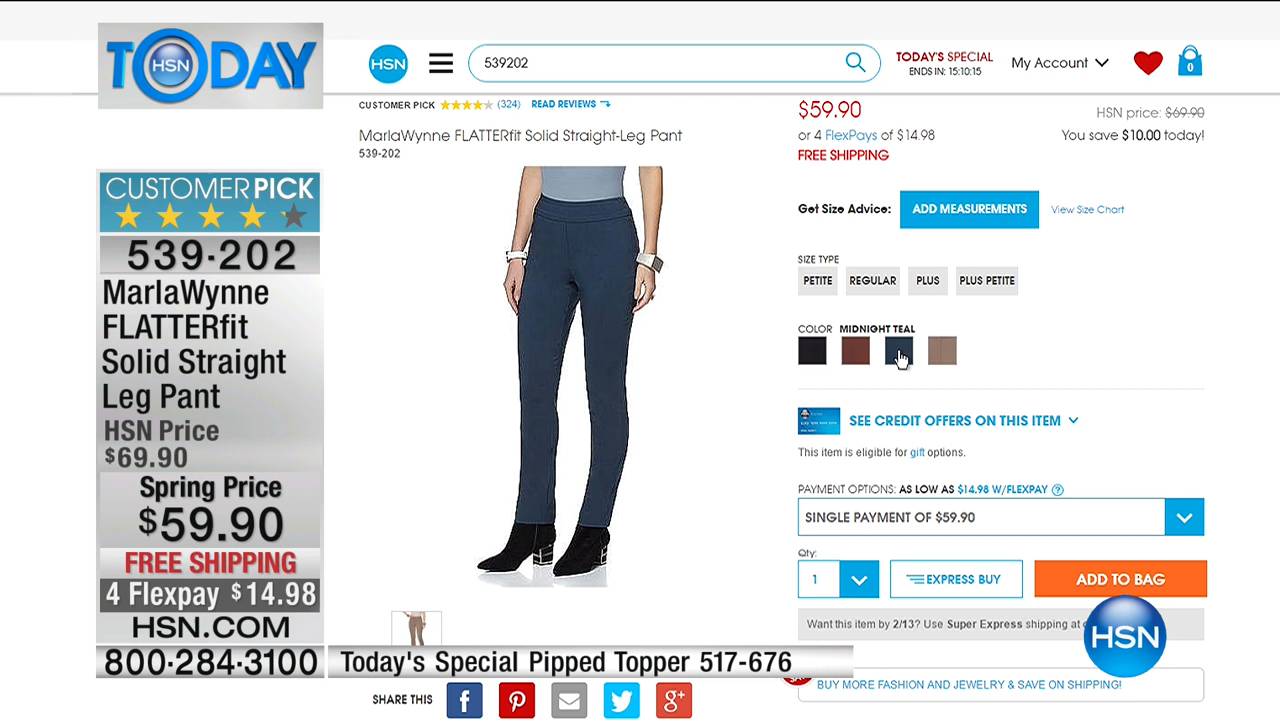 TODAY
HSN
HSN
539202
TODAY'S SPECIAL
ENDS IN: 15:10:15
My Account
0
CUSTOMER PICK (324) READ REVIEWS
MarlaWynne FLATTERfit Solid Straight-Leg Pant
539-202
$59.90
HSN price: $69.90
or 4 FlexPays of $14.98
You save $10.00 today!
FREE SHIPPING
Get Size Advice: ADD MEASUREMENTS View Size Chart
SIZE TYPE
PETITE REGULAR PLUS PLUS PETITE
COLOR MIDNIGHT TEAL
SEE CREDIT OFFERS ON THIS ITEM
This item is eligible for gift options.
PAYMENT OPTIONS: AS LOW AS $14.98 W/FLEXPAY ?
SINGLE PAYMENT OF $59.90
Qty:
1 EXPRESS BUY ADD TO BAG
Want this item by 2/13? Use Super Express shipping at
HSN
BUY MORE FASHION AND JEWELRY & SAVE ON SHIPPING!
SHARE THIS f g+
CUSTOMER PICK
539-202
MarlaWynne
FLATTERfit
Solid Straight
Leg Pant
HSN Price
$69.90
Spring Price
$59.90
FREE SHIPPING
4 Flexpay $14.98
HSN.COM
800-284-3100
Today's Special Pipped Topper 517-676